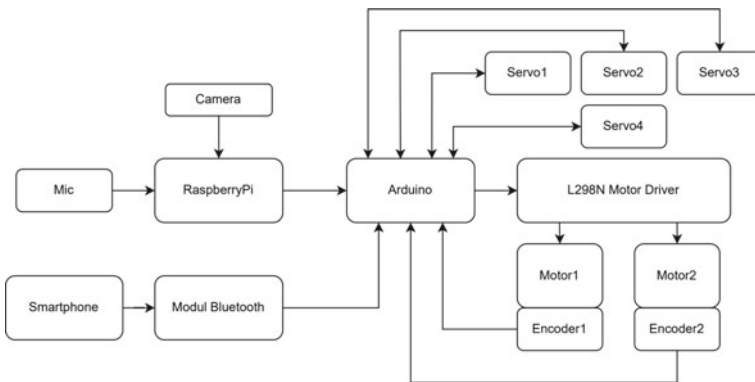 Servo1
Servo2
Servo3
Camera
Servo4
Mic
RaspberryPi
Arduino
L298N Motor Driver
Motor1
Motor2
Smartphone
Modul Bluetooth
Encoder1
Encoder2